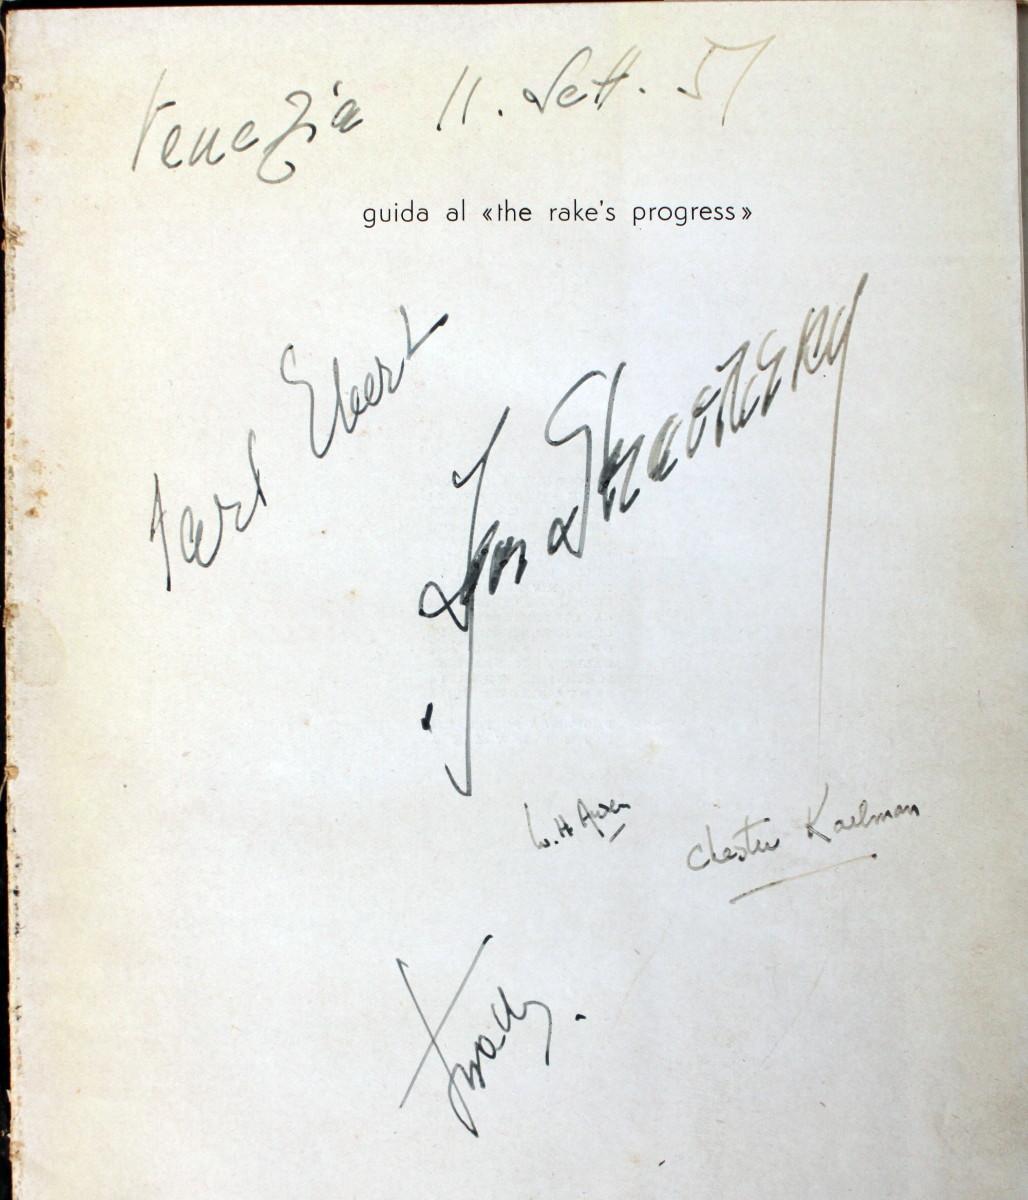 Venezia 11. Sett. 51
guida al «the rake's progress»
Carl Ebert
Igor Strawinsky
W. H. Auden
Chester Kallman